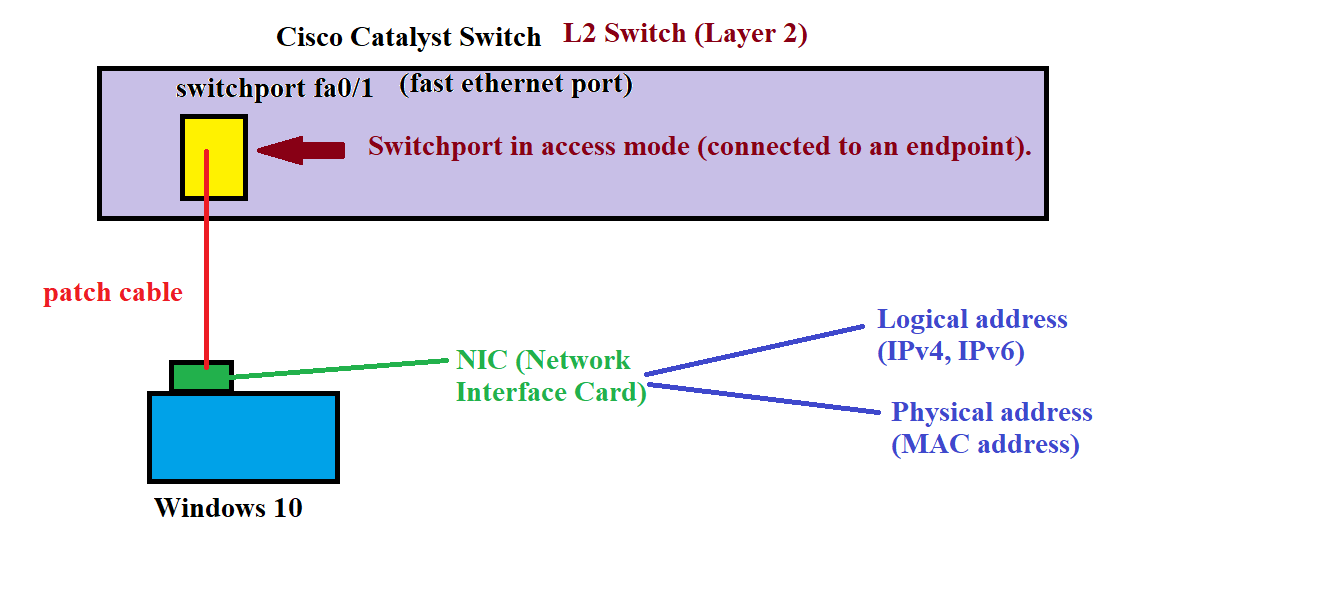 Cisco Catalyst Switch L2 Switch (Layer 2)
switchport fa0/1 (fast ethernet port)
Switchport in access mode (connected to an endpoint).
patch cable
NIC (Network
Interface Card)
Logical address
(IPv4, IPv6)
Physical address
(MAC address)
Windows 10